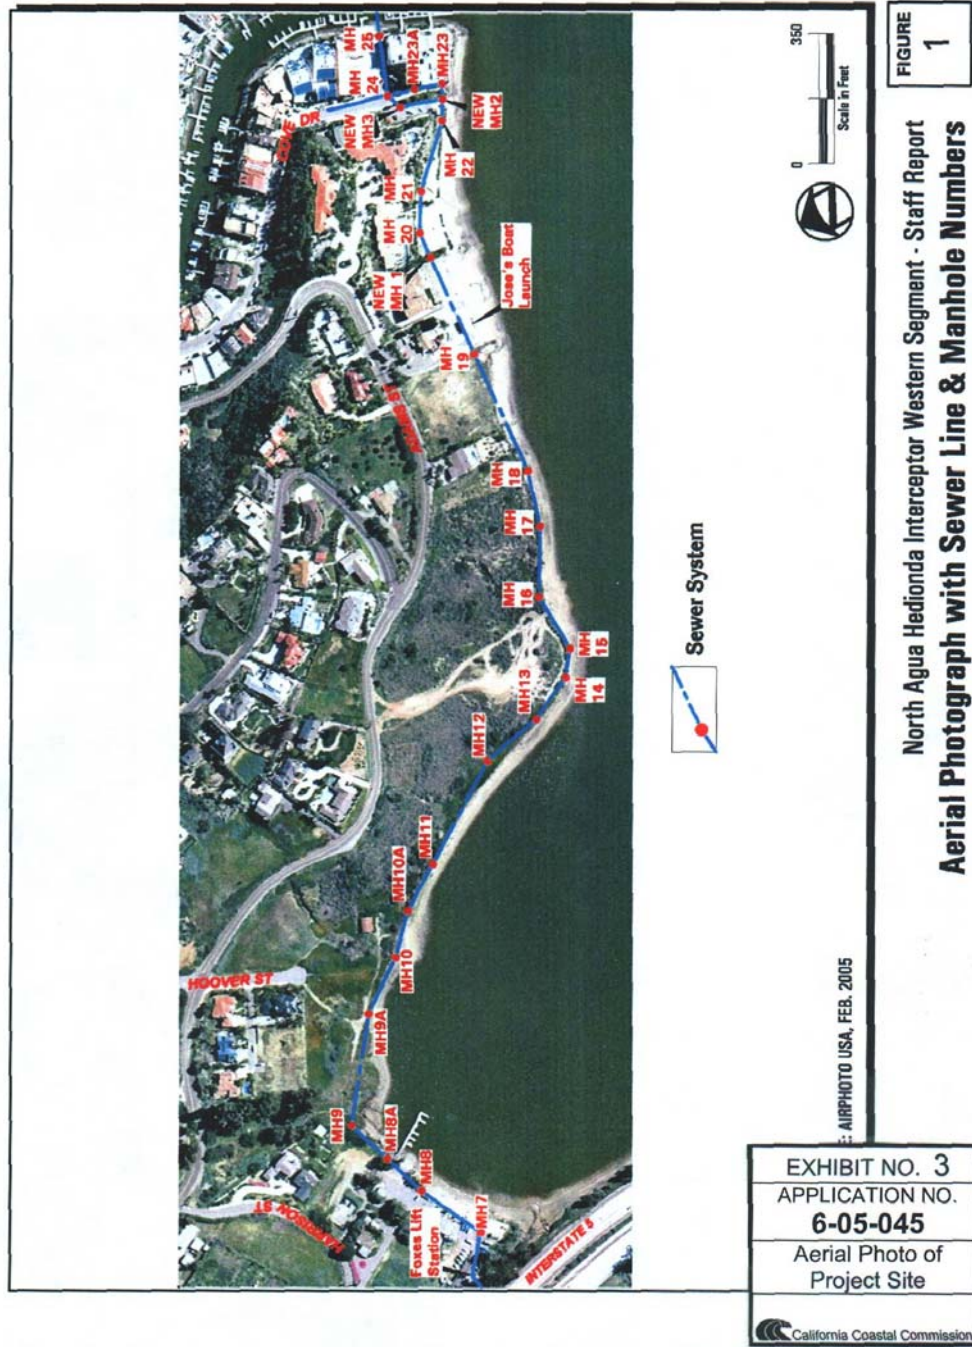 FIGURE
1
North Agua Hedionda Interceptor Western Segment - Staff Report
Aerial Photograph with Sewer Line & Manhole Numbers
0
350
Scale in Feet
Sewer System
: AIRPHOTO USA, FEB. 2005
INTERSTATE 5
HARRISON ST
HOOVER ST
ADAMS ST
COVE DR
Foxes Lift
Station
MH7
MH8
MH8A
MH9
MH9A
MH10
MH10A
MH11
MH12
MH13
MH
14
MH
15
MH
16
MH
17
MH
18
MH
19
Jose's Boat
Launch
NEW
MH 1
MH
20
MH
21
MH
22
NEW
MH2
NEW
MH3
MH23
MH23A
MH
24
MH
25
EXHIBIT NO. 3
APPLICATION NO.
6-05-045
Aerial Photo of
Project Site
California Coastal Commission